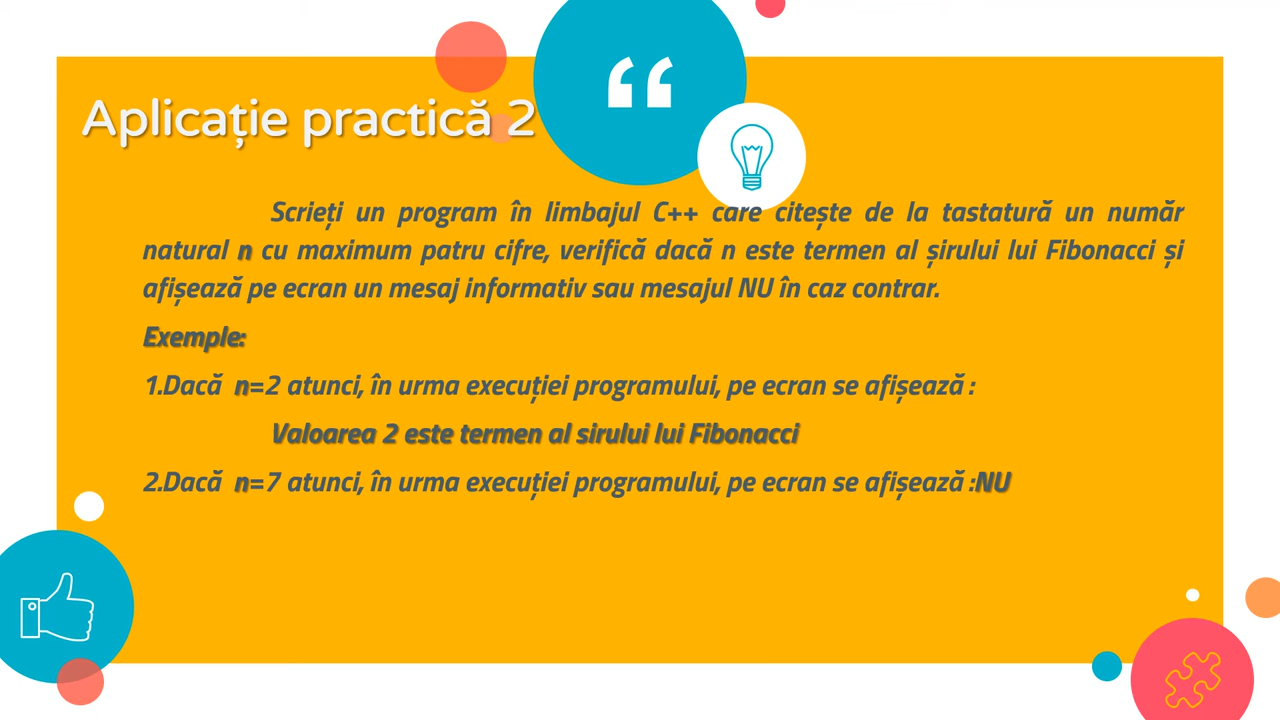 Aplicație practică 2
Scrieți un program în limbajul C++ care citește de la tastatură un număr
natural n cu maximum patru cifre, verifică dacă n este termen al șirului lui Fibonacci și
afișează pe ecran un mesaj informativ sau mesajul NU în caz contrar.
Exemple:
1.Dacă n=2 atunci, în urma execuției programului, pe ecran se afișează :
Valoarea 2 este termen al sirului lui Fibonacci
2.Dacă n=7 atunci, în urma execuției programului, pe ecran se afișează :NU